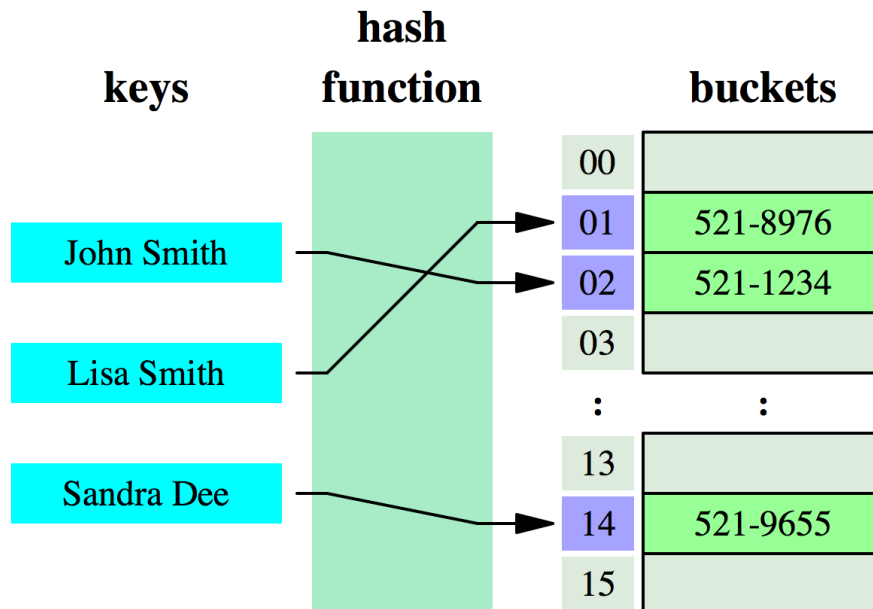 hash
keys function buckets
00
01 521-8976
John Smith
02 521-1234
03
Lisa Smith
: :
13
Sandra Dee
14 521-9655
15